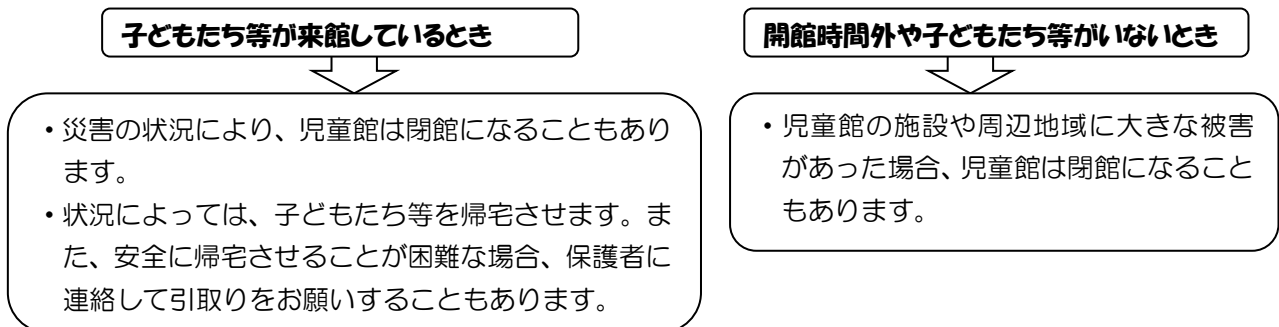 子どもたち等が来館しているとき
・災害の状況により、児童館は閉館になることもあり
ます。
・状況によっては、子どもたち等を帰宅させます。ま
た、安全に帰宅させることが困難な場合、保護者に
連絡して引取りをお願いすることもあります。
開館時間外や子どもたち等がいないとき
・児童館の施設や周辺地域に大きな被害
があった場合、児童館は閉館になること
もあります。